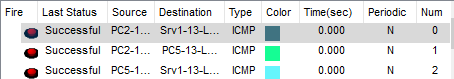 Fire Last Status Source Destination Type Color Time(sec) Periodic Num
Successful PC2-1... Srv1-13-L... ICMP 0.000 N 0
Successful PC2-1... PC5-13-L... ICMP 0.000 N 1
Successful PC5-1... Srv1-13-L... ICMP 0.000 N 2